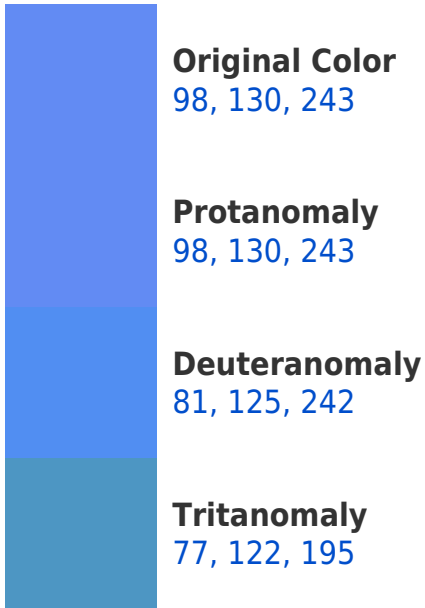 Original Color
98, 130, 243
Protanomaly
98, 130, 243
Deuteranomaly
81, 125, 242
Tritanomaly
77, 122, 195